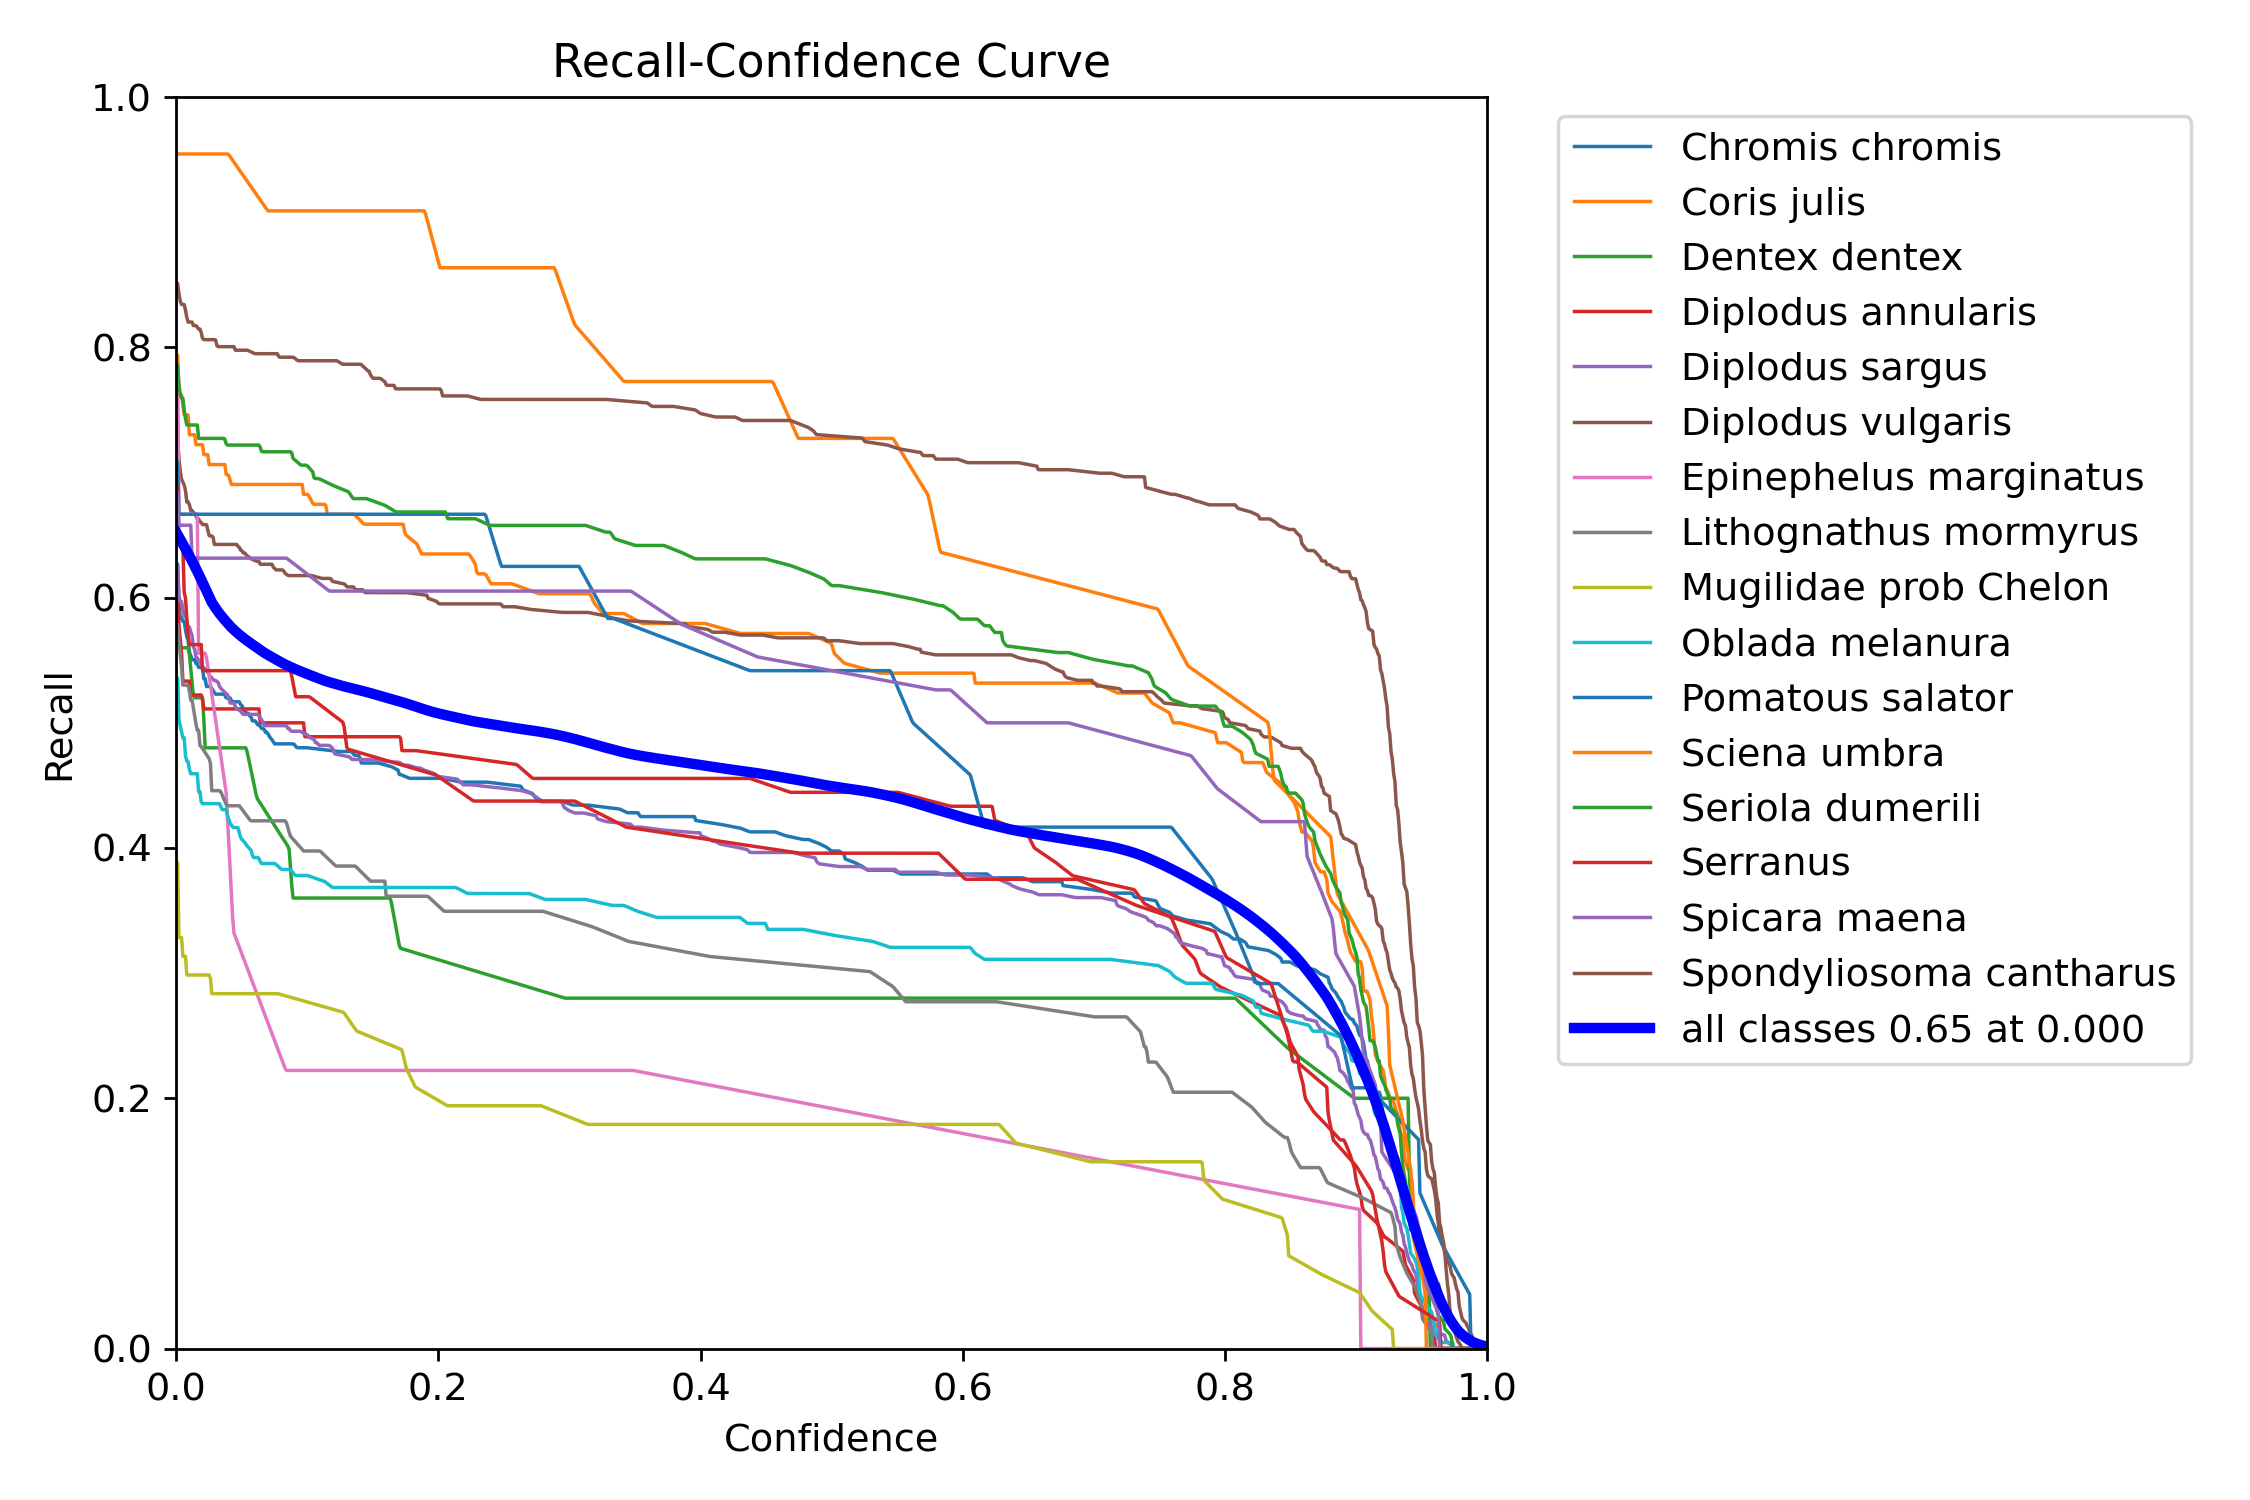 Recall-Confidence Curve
1.0
0.8
0.6
0.4
0.2
0.0
Recall
0.0 0.2 0.4 0.6 0.8 1.0
Confidence
Chromis chromis
Coris julis
Dentex dentex
Diplodus annularis
Diplodus sargus
Diplodus vulgaris
Epinephelus marginatus
Lithognathus mormyrus
Mugilidae prob Chelon
Oblada melanura
Pomatous salator
Sciena umbra
Seriola dumerili
Serranus
Spicara maena
Spondyliosoma cantharus
all classes 0.65 at 0.000